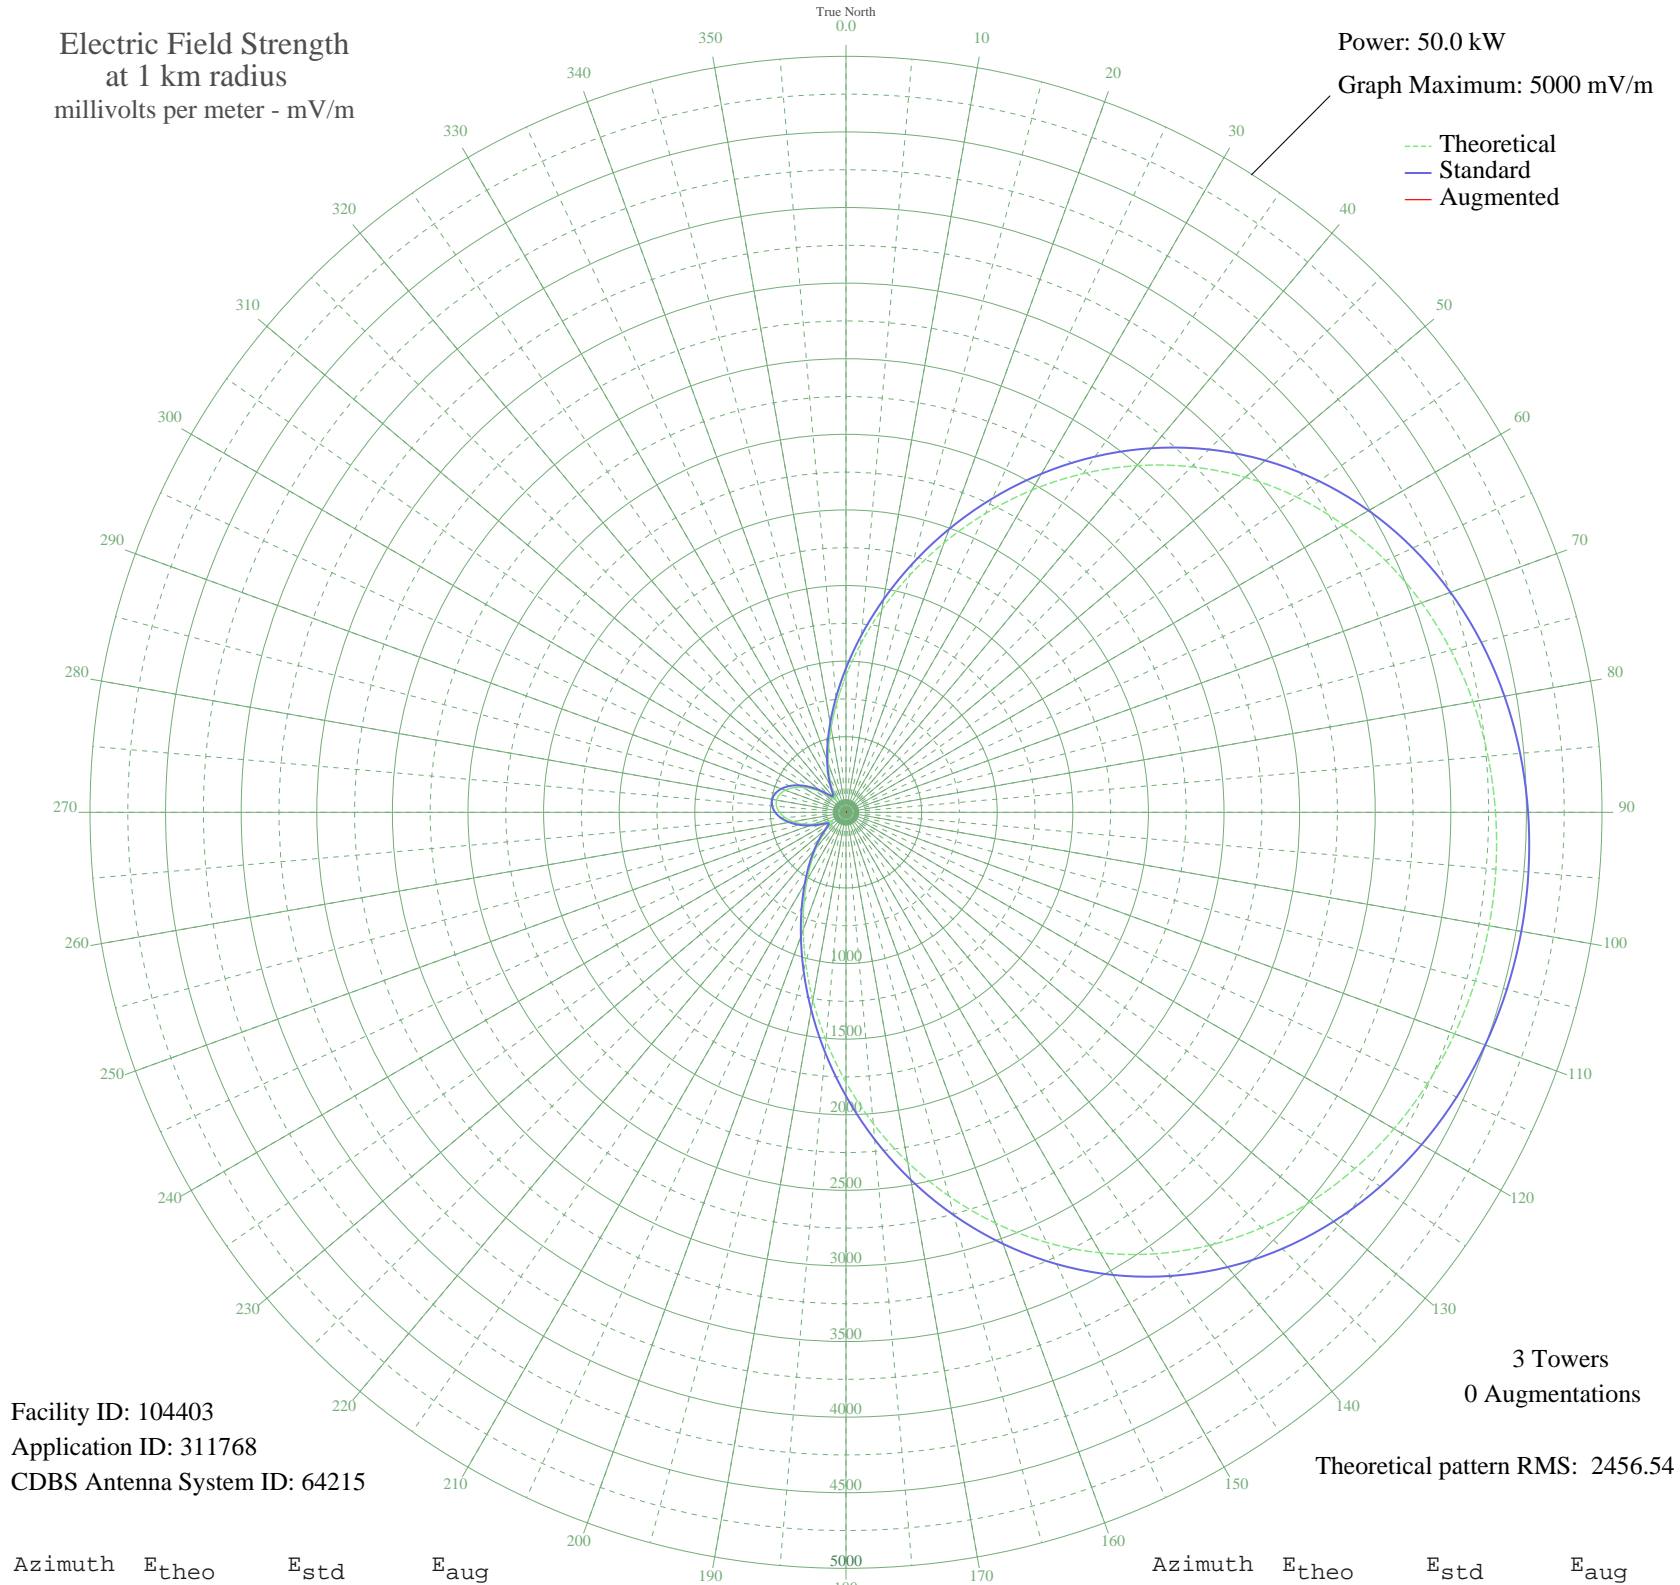 True North
0.0
Electric Field Strength
at 1 km radius
millivolts per meter - mV/m
Power: 50.0 kW
Graph Maximum: 5000 mV/m
Theoretical
Standard
Augmented
10
20
30
40
50
60
70
80
90
100
110
120
130
140
150
160
170
190
200
210
220
230
240
250
260
270
280
290
300
310
320
330
340
350
1000
1500
2000
2500
3000
3500
4000
4500
5000
3 Towers
0 Augmentations
Theoretical pattern RMS: 2456.54
Facility ID: 104403
Application ID: 311768
CDBS Antenna System ID: 64215
Azimuth Etheo Estd Eaug Azimuth Etheo Estd Eaug